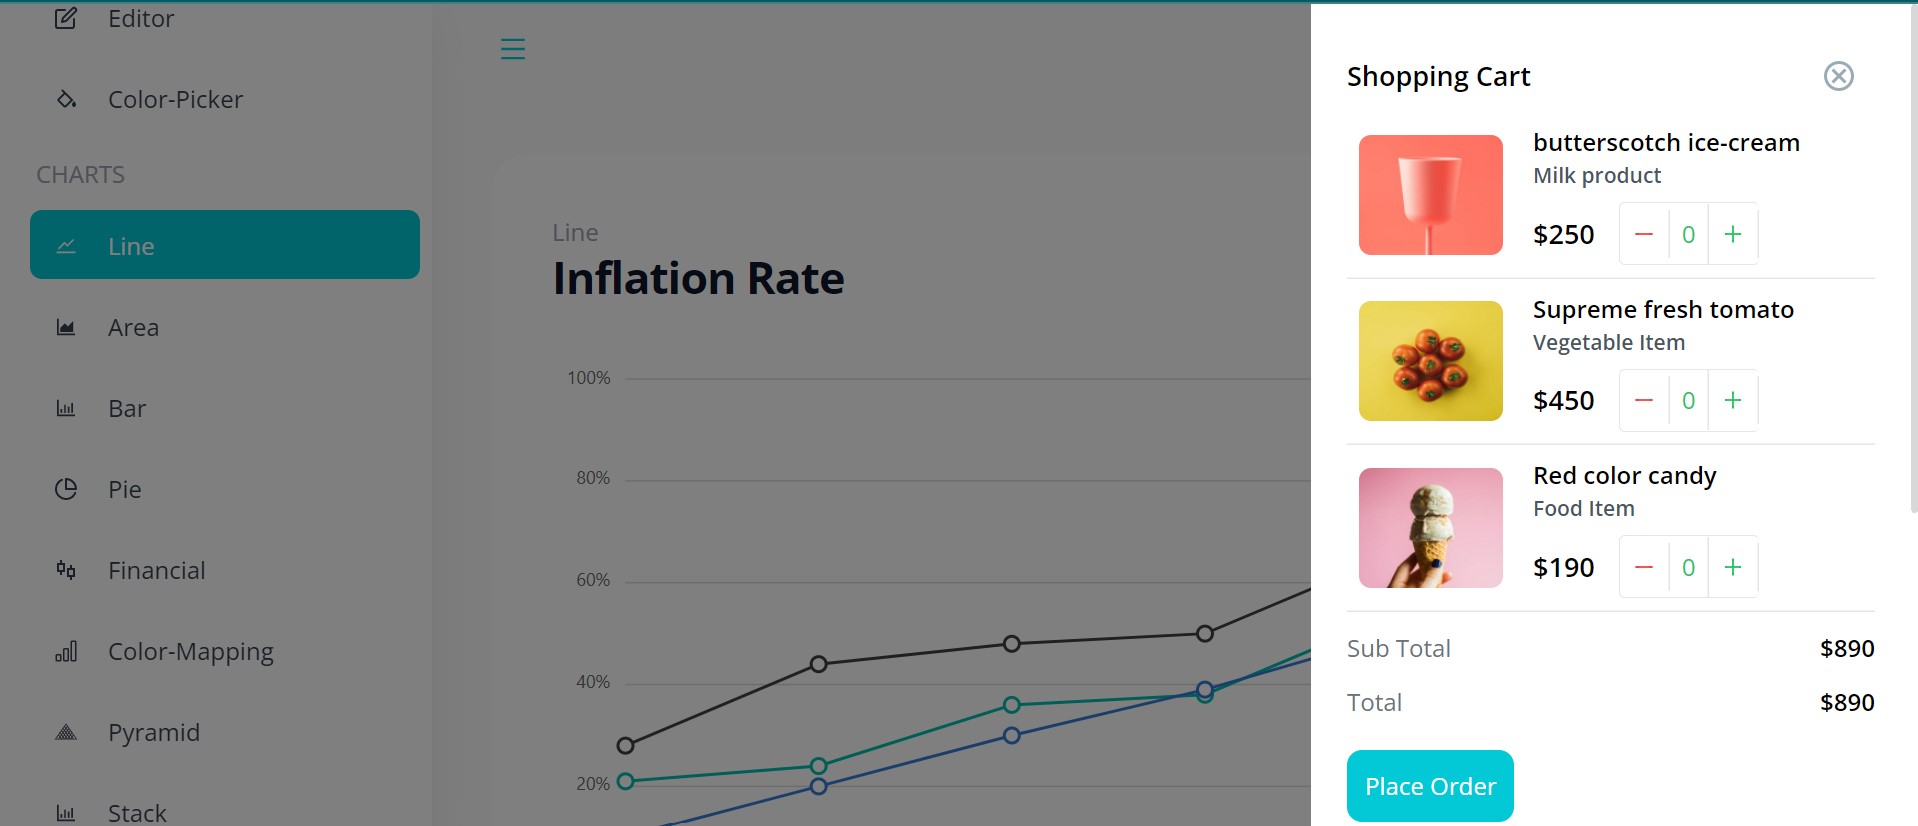 Editor
Color-Picker
CHARTS
Line
Area
Bar
Pie
Financial
Color-Mapping
Pyramid
Stack
Line
Inflation Rate
100%
80%
60%
40%
20%
Shopping Cart
butterscotch ice-cream
Milk product
$250 − 0 +
Supreme fresh tomato
Vegetable Item
$450 − 0 +
Red color candy
Food Item
$190 − 0 +
Sub Total $890
Total $890
Place Order